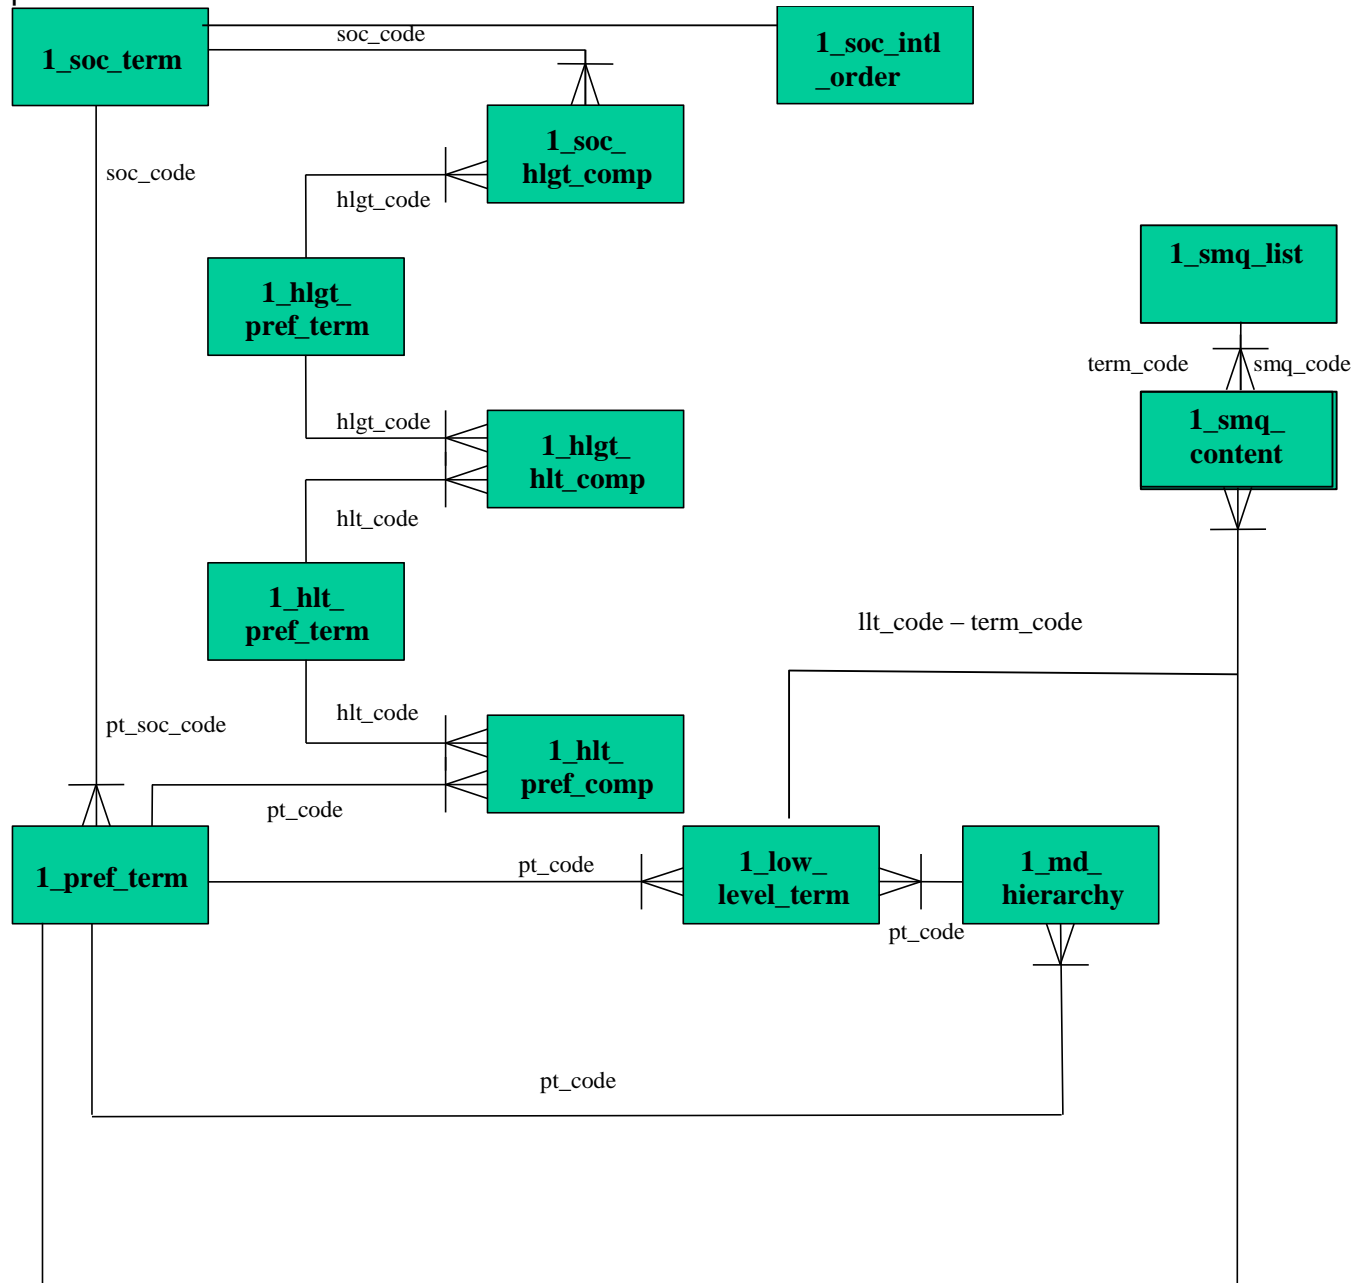 1_soc_term
soc_code
1_soc_intl
_order
1_soc_
hlgt_comp
soc_code
hlgt_code
1_smq_list
1_hlgt_
pref_term
term_code
smq_code
hlgt_code
1_hlgt_
hlt_comp
1_smq_
content
hlt_code
1_hlt_
pref_term
llt_code – term_code
hlt_code
pt_soc_code
1_hlt_
pref_comp
pt_code
1_pref_term
pt_code
1_low_
level_term
1_md_
hierarchy
pt_code
pt_code